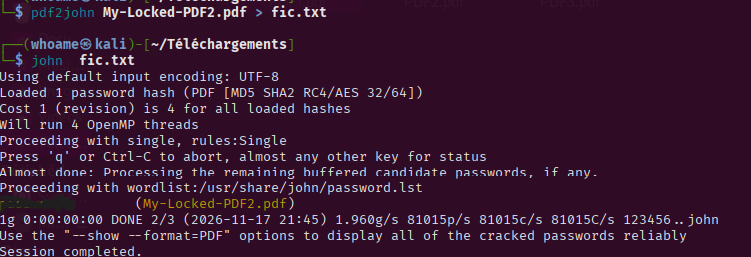 └─$ pdf2john My-Locked-PDF2.pdf > fic.txt
┌──(whoame㉿kali)-[~/Téléchargements]
└─$ john  fic.txt
Using default input encoding: UTF-8
Loaded 1 password hash (PDF [MD5 SHA2 RC4/AES 32/64])
Cost 1 (revision) is 4 for all loaded hashes
Will run 4 OpenMP threads
Proceeding with single, rules:Single
Press 'q' or Ctrl-C to abort, almost any other key for status
Almost done: Processing the remaining buffered candidate passwords, if any.
Proceeding with wordlist:/usr/share/john/password.lst
(My-Locked-PDF2.pdf)
1g 0:00:00:00 DONE 2/3 (2026-11-17 21:45) 1.960g/s 81015p/s 81015c/s 81015C/s 123456..john
Use the "--show --format=PDF" options to display all of the cracked passwords reliably
Session completed.